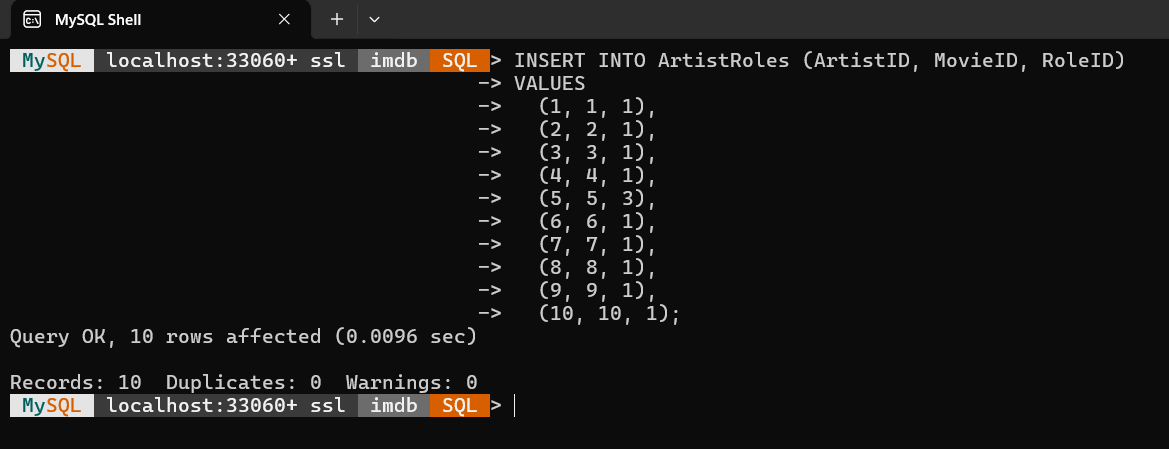 MySQL Shell
MySQL localhost:33060+ ssl imdb SQL > INSERT INTO ArtistRoles (ArtistID, MovieID, RoleID)
-> VALUES
-> (1, 1, 1),
-> (2, 2, 1),
-> (3, 3, 1),
-> (4, 4, 1),
-> (5, 5, 3),
-> (6, 6, 1),
-> (7, 7, 1),
-> (8, 8, 1),
-> (9, 9, 1),
-> (10, 10, 1);
Query OK, 10 rows affected (0.0096 sec)
Records: 10  Duplicates: 0  Warnings: 0
MySQL localhost:33060+ ssl imdb SQL >